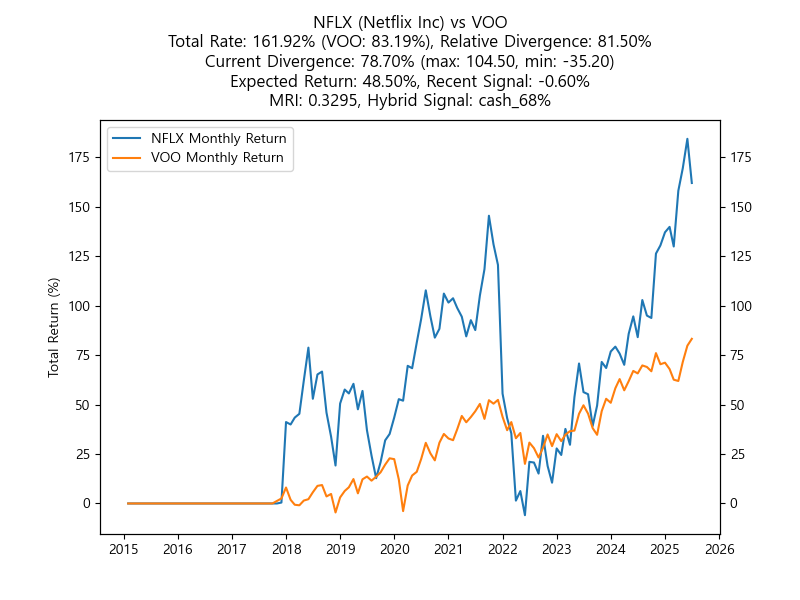 NFLX (Netflix Inc) vs VOO
Total Rate: 161.92% (VOO: 83.19%), Relative Divergence: 81.50%
Current Divergence: 78.70% (max: 104.50, min: -35.20)
Expected Return: 48.50%, Recent Signal: -0.60%
MRI: 0.3295, Hybrid Signal: cash_68%
NFLX Monthly Return
VOO Monthly Return
Total Return (%)
175
150
125
100
75
50
25
0
175
150
125
100
75
50
25
0
2015 2016 2017 2018 2019 2020 2021 2022 2023 2024 2025 2026